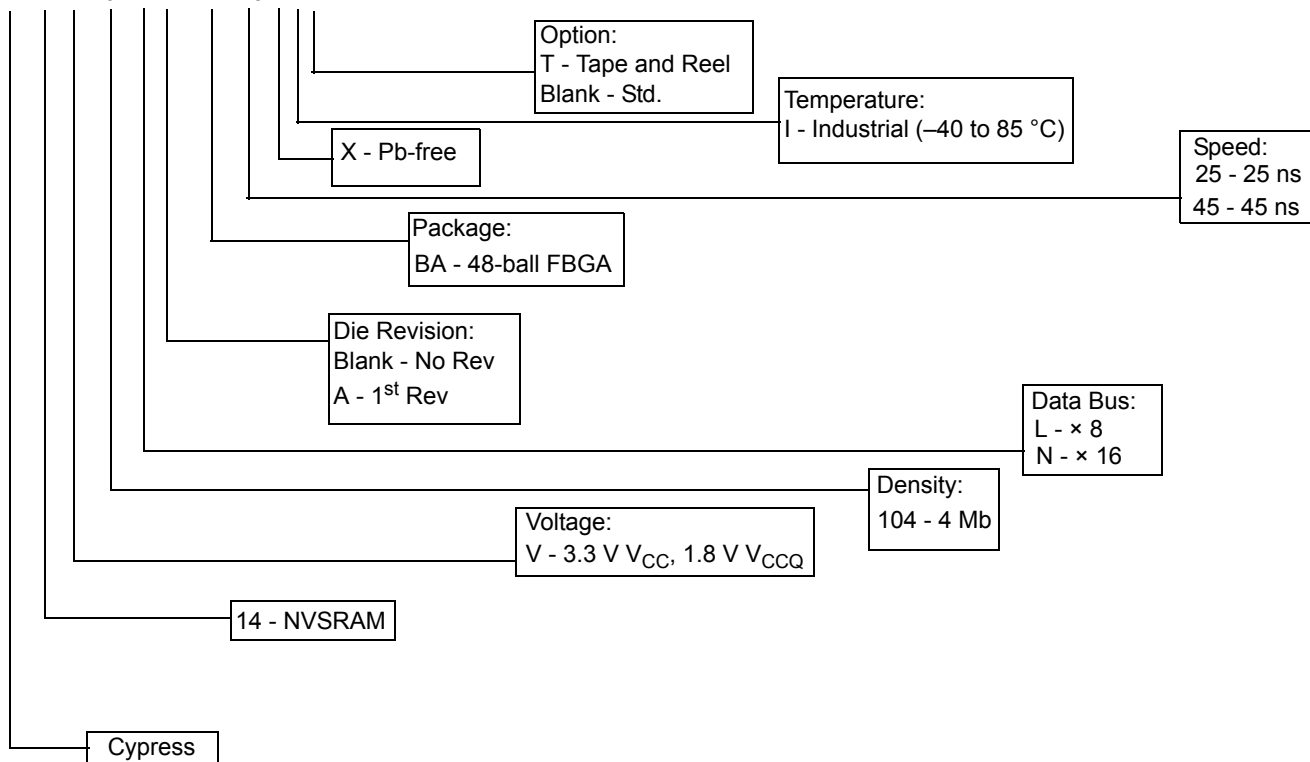 Option:
T - Tape and Reel
Blank - Std.
Temperature:
I - Industrial (–40 to 85 °C)
X - Pb-free
Speed:
25 - 25 ns
45 - 45 ns
Package:
BA - 48-ball FBGA
Die Revision:
Blank - No Rev
A - 1st Rev
Data Bus:
L - × 8
N - × 16
Density:
104 - 4 Mb
Voltage:
V - 3.3 V VCC, 1.8 V VCCQ
14 - NVSRAM
Cypress